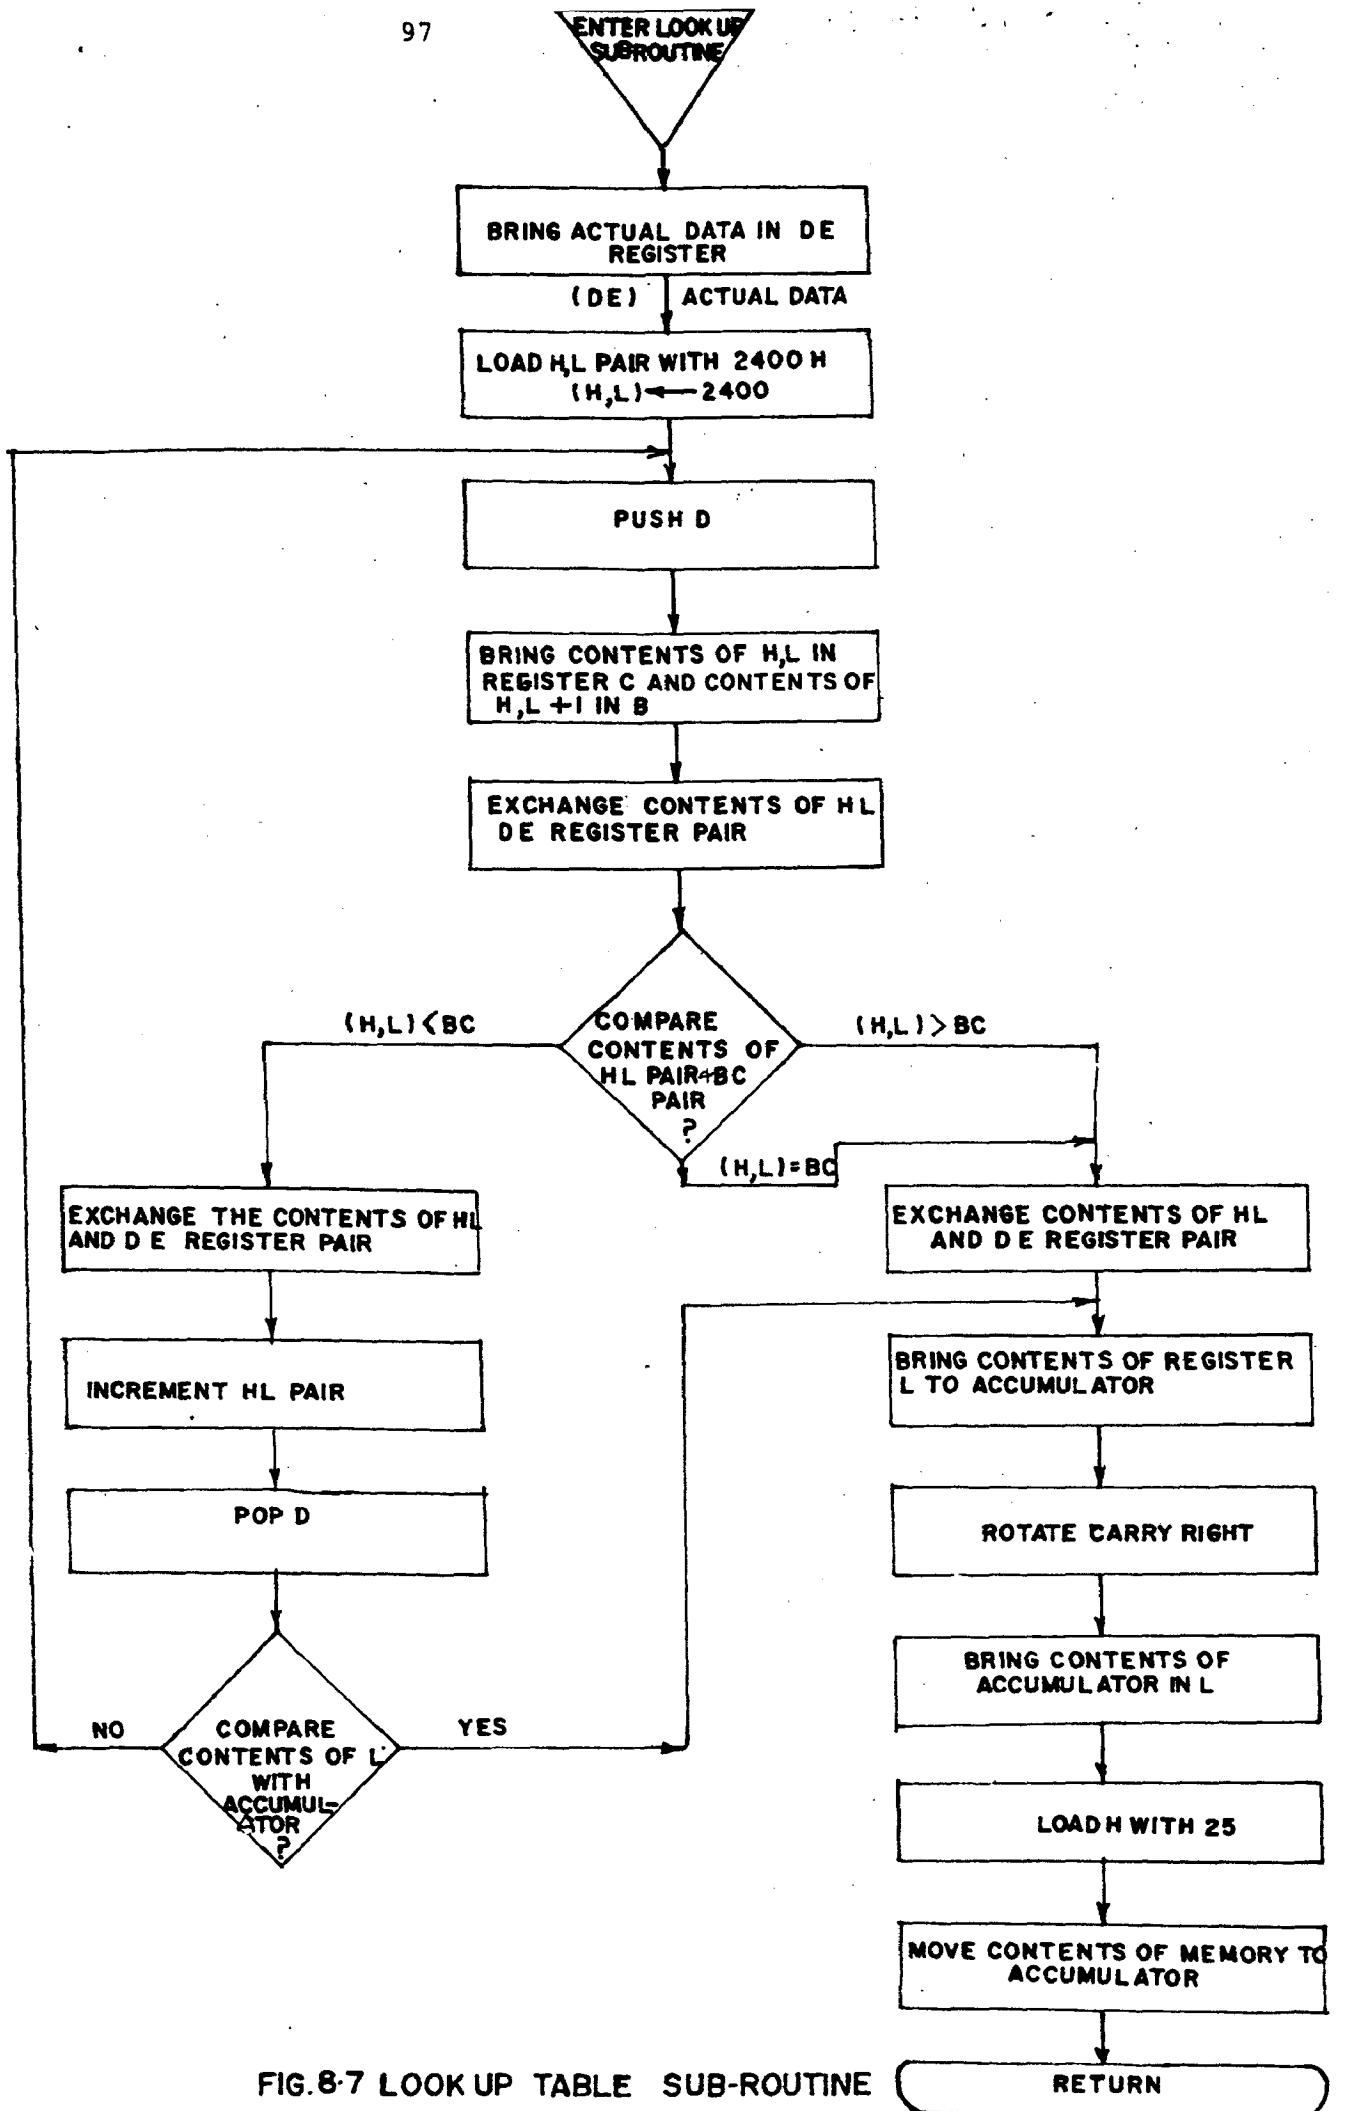 97
ENTER LOOK UP
SUBROUTINE
BRING ACTUAL DATA IN DE
REGISTER
(DE) ACTUAL DATA
LOAD H,L PAIR WITH 2400 H
(H,L)←2400
PUSH D
BRING CONTENTS OF H,L IN
REGISTER C AND CONTENTS OF
H,L +1 IN B
EXCHANGE CONTENTS OF HL
DE REGISTER PAIR
(H,L)<BC
COMPARE
CONTENTS OF
HL PAIR+BC
PAIR
?
(H,L)>BC
(H,L)=BC
EXCHANGE THE CONTENTS OF HL
AND DE REGISTER PAIR
INCREMENT HL PAIR
POP D
NO
COMPARE
CONTENTS OF L
WITH
ACCUMUL-
ATOR
?
YES
EXCHANGE CONTENTS OF HL
AND DE REGISTER PAIR
BRING CONTENTS OF REGISTER
L TO ACCUMULATOR
ROTATE CARRY RIGHT
BRING CONTENTS OF
ACCUMULATOR IN L
LOAD H WITH 25
MOVE CONTENTS OF MEMORY TO
ACCUMULATOR
RETURN
FIG.8.7 LOOK UP TABLE SUB-ROUTINE